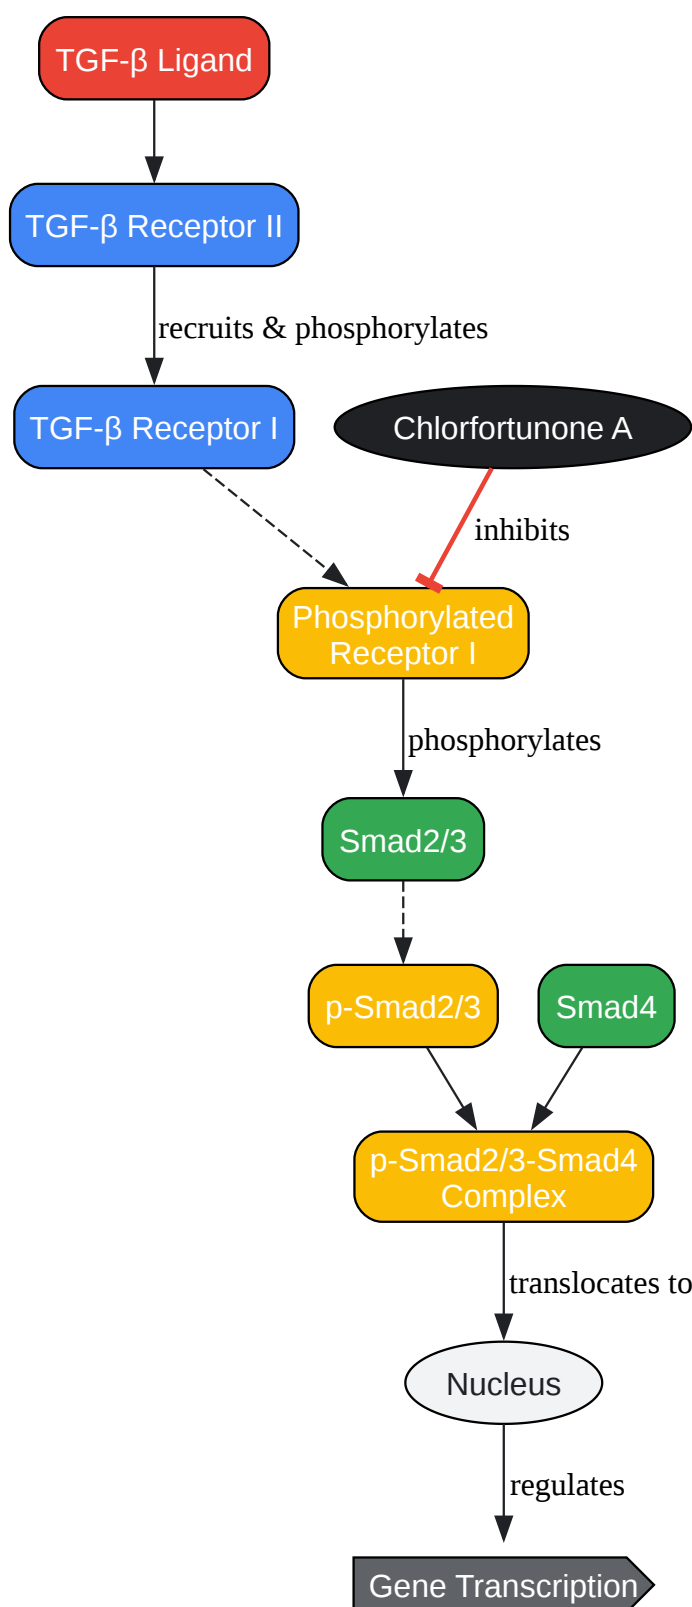 TGF-β Ligand
TGF-β Receptor II
recruits & phosphorylates
TGF-β Receptor I
Chlorfortunone A
inhibits
Phosphorylated
Receptor I
phosphorylates
Smad2/3
p-Smad2/3
Smad4
p-Smad2/3-Smad4
Complex
translocates to
Nucleus
regulates
Gene Transcription